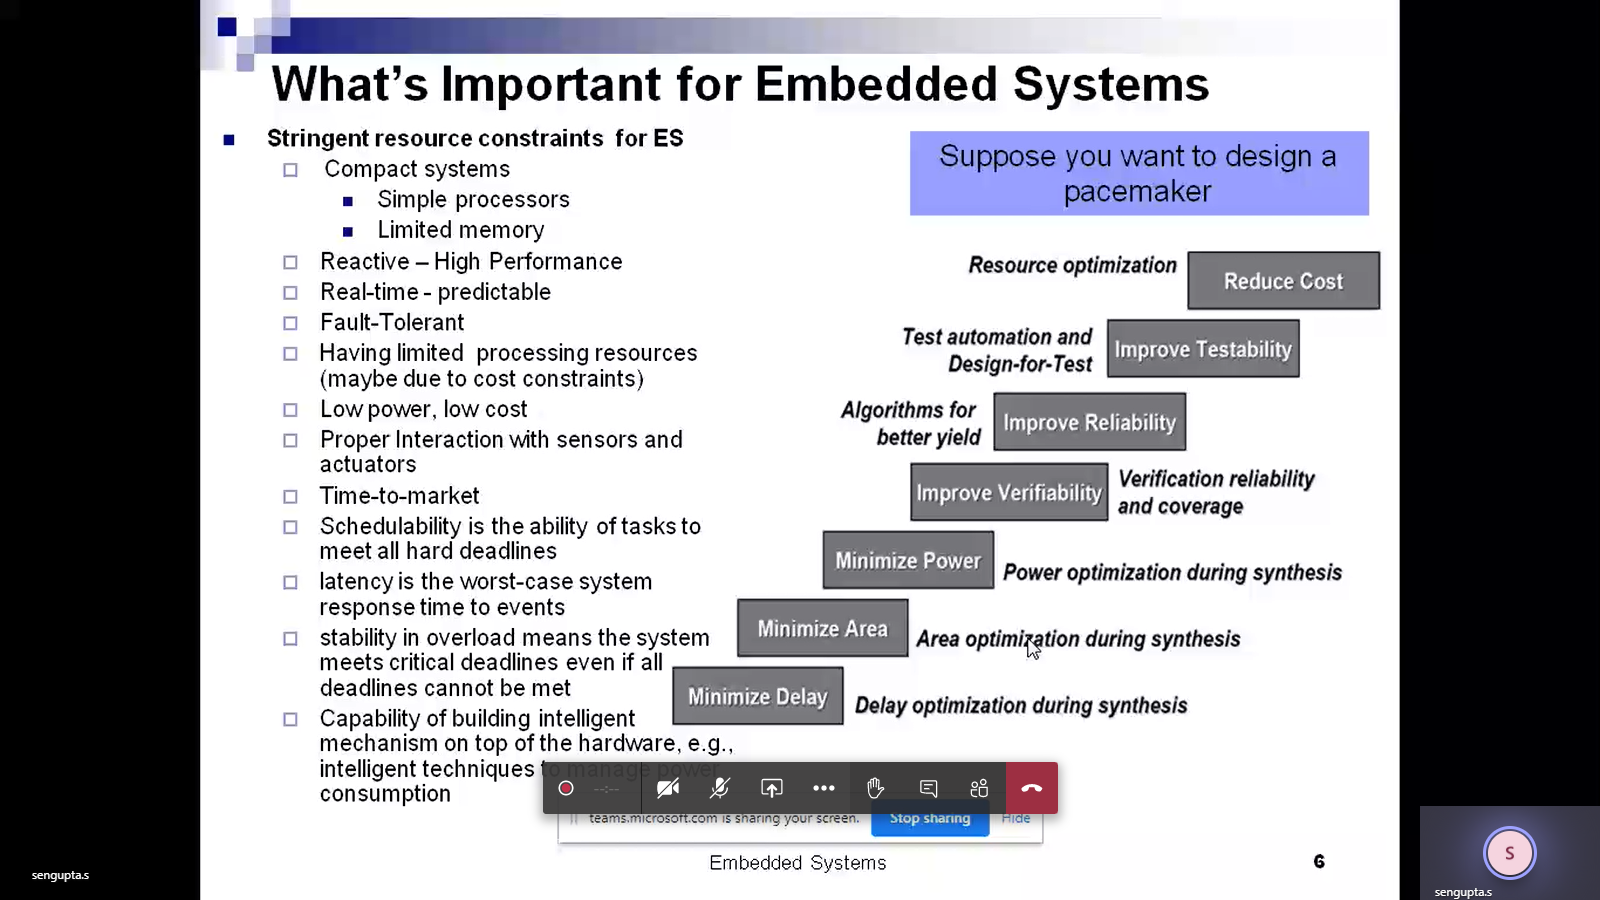 What's Important for Embedded Systems
Stringent resource constraints for ES
Compact systems
Simple processors
Limited memory
Reactive – High Performance
Real-time - predictable
Fault-Tolerant
Having limited processing resources
(maybe due to cost constraints)
Low power, low cost
Proper Interaction with sensors and
actuators
Time-to-market
Schedulability is the ability of tasks to
meet all hard deadlines
latency is the worst-case system
response time to events
stability in overload means the system
meets critical deadlines even if all
deadlines cannot be met
Capability of building intelligent
mechanism on top of the hardware, e.g.,
intelligent techniques to manage power
consumption
Suppose you want to design a
pacemaker
Resource optimization
Reduce Cost
Test automation and
Design-for-Test
Improve Testability
Algorithms for
better yield
Improve Reliability
Improve Verifiability
Verification reliability
and coverage
Minimize Power
Power optimization during synthesis
Minimize Area
Area optimization during synthesis
Minimize Delay
Delay optimization during synthesis
--:--
teams.microsoft.com is sharing your screen.
Stop sharing
Hide
Embedded Systems
6
sengupta.s
S
sengupta.s